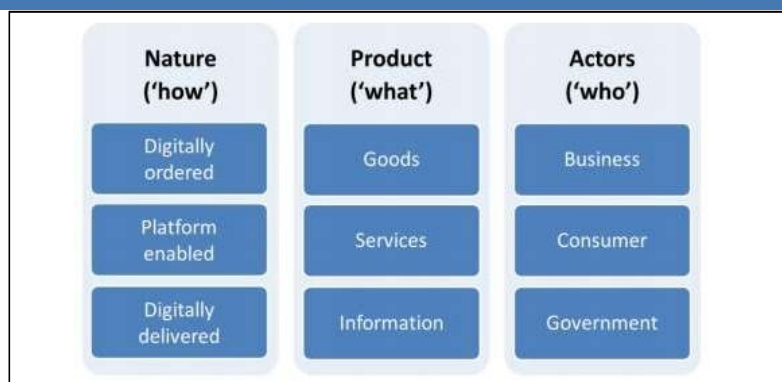 Nature
('how')
Digitally
ordered
Platform
enabled
Digitally
delivered
Product
('what')
Goods
Services
Information
Actors
('who')
Business
Consumer
Government